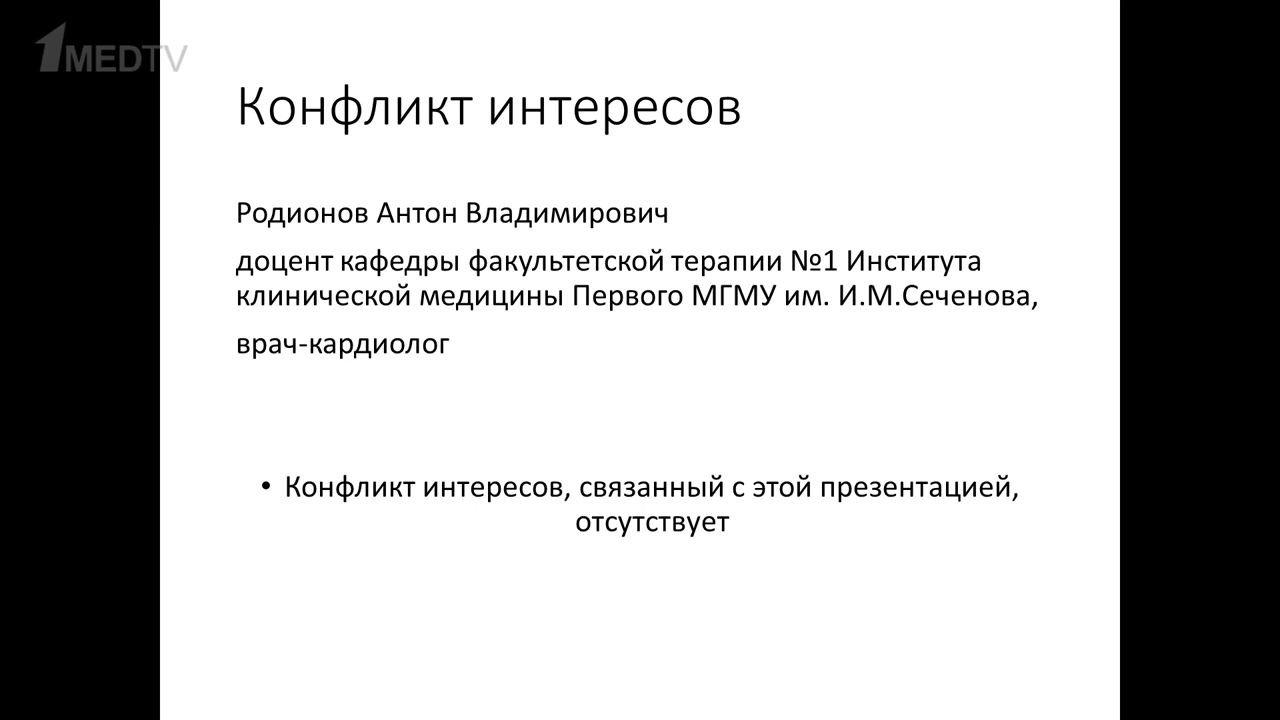 1MEDTV
Конфликт интересов
Родионов Антон Владимирович
доцент кафедры факультетской терапии №1 Института
клинической медицины Первого МГМУ им. И.М.Сеченова,
врач-кардиолог
• Конфликт интересов, связанный с этой презентацией,
отсутствует